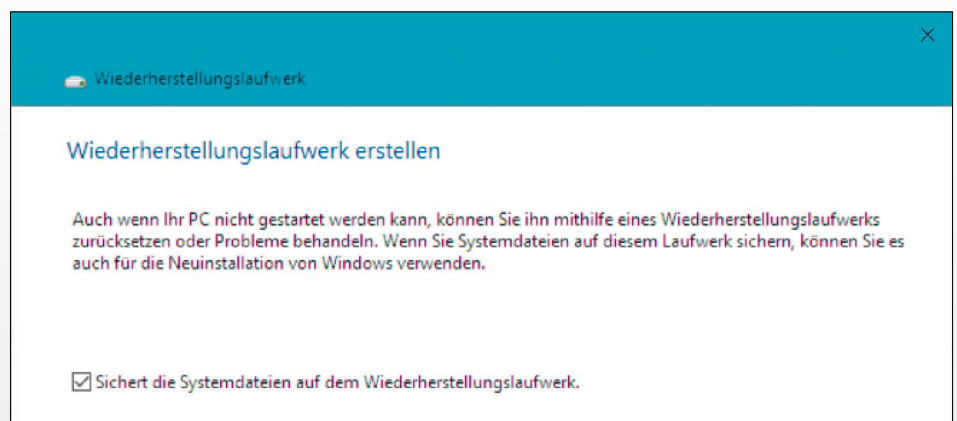 Wiederherstellungslaufwerk
Wiederherstellungslaufwerk erstellen
Auch wenn Ihr PC nicht gestartet werden kann, können Sie ihn mithilfe eines Wiederherstellungslaufwerks
zurücksetzen oder Probleme behandeln. Wenn Sie Systemdateien auf diesem Laufwerk sichern, können Sie es
auch für die Neuinstallation von Windows verwenden.
Sichert die Systemdateien auf dem Wiederherstellungslaufwerk.